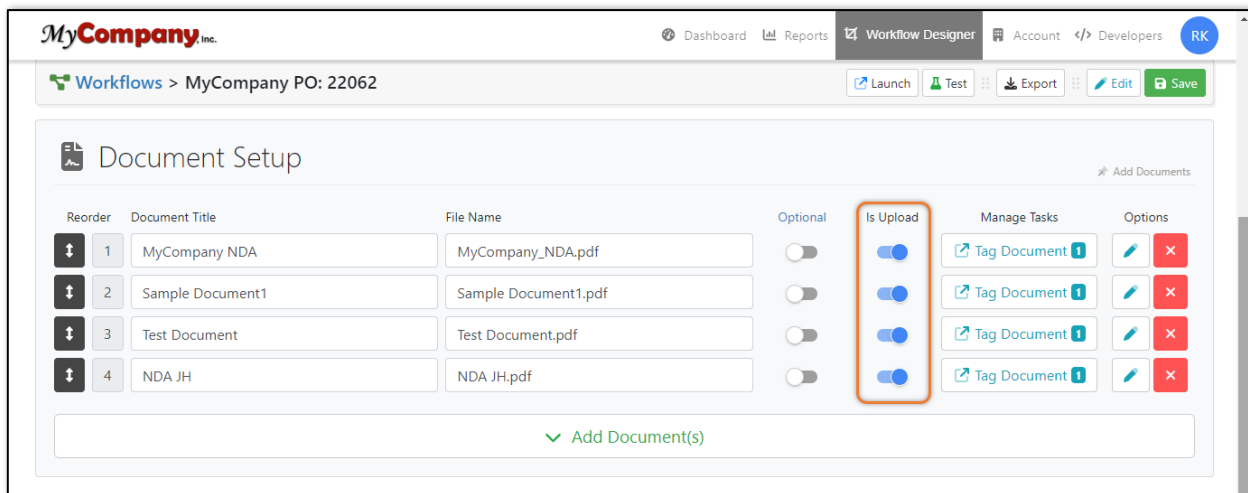 MyCompany, Inc. Dashboard Reports Workflow Designer Account </> Developers RK
Workflows > MyCompany PO: 22062 Launch Test Export Edit Save
Document Setup
Add Documents
Reorder Document Title File Name Optional Is Upload Manage Tasks Options
1 MyCompany NDA MyCompany_NDA.pdf Tag Document 1
2 Sample Document1 Sample Document1.pdf Tag Document 1
3 Test Document Test Document.pdf Tag Document 1
4 NDA JH NDA JH.pdf Tag Document 1
Add Document(s)